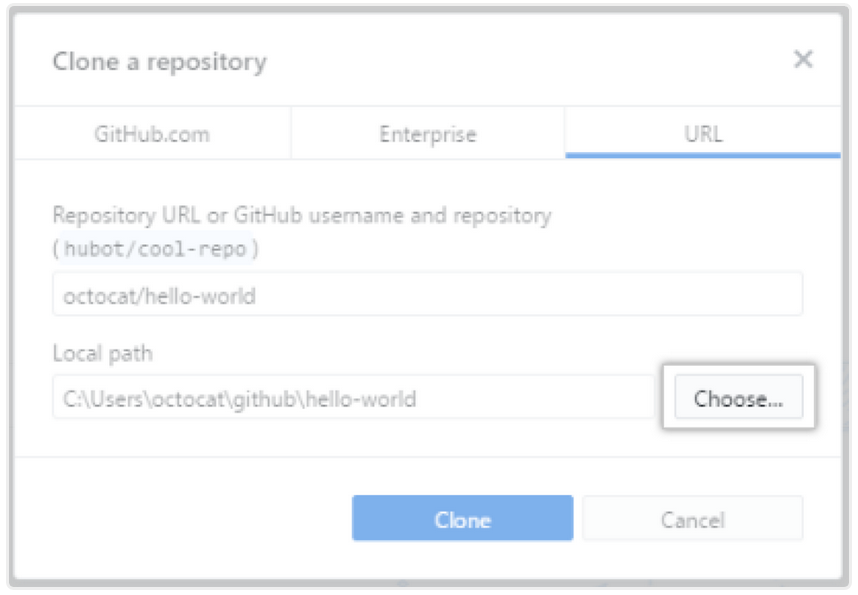 Clone a repository
GitHub.com
Enterprise
URL
Repository URL or GitHub username and repository
(hubot/cool-repo)
octocat/hello-world
Local path
C:\Users\octocat\github\hello-world
Choose...
Clone
Cancel